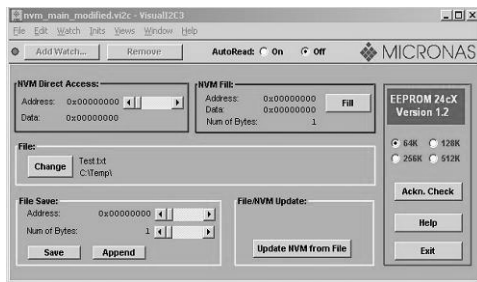 nvm_main_modified.vi2c - VisualI2C3
File Edit Watch Inits Views Window Help
Add Watch... Remove AutoRead: On Off MICRONAS
NVM Direct Access:
Address: 0x00000000
Data: 0x00000000
NVM Fill:
Address: 0x00000000
Data: 0x00000000
Num of Bytes: 1
Fill
EEPROM 24cX
Version 1.2
64K 128K
256K 512K
Ackn. Check
Help
Exit
File:
Change
Test.txt
C:\Temp\
File Save:
Address: 0x00000000
Num of Bytes: 1
Save Append
File/NVM Update:
Update NVM from File